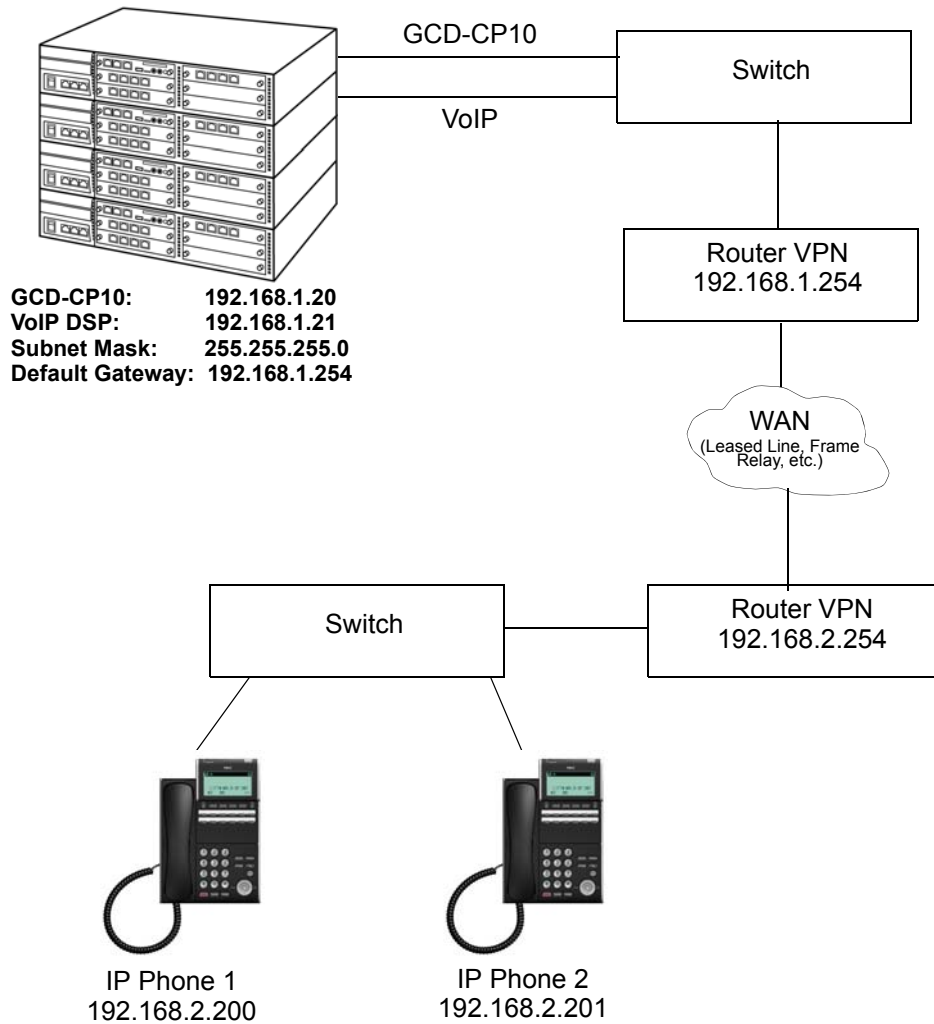 GCD-CP10
VoIP
Switch
Router VPN
192.168.1.254
GCD-CP10: 192.168.1.20
VoIP DSP: 192.168.1.21
Subnet Mask: 255.255.255.0
Default Gateway: 192.168.1.254
WAN
(Leased Line, Frame
Relay, etc.)
Switch
Router VPN
192.168.2.254
IP Phone 1
192.168.2.200
IP Phone 2
192.168.2.201